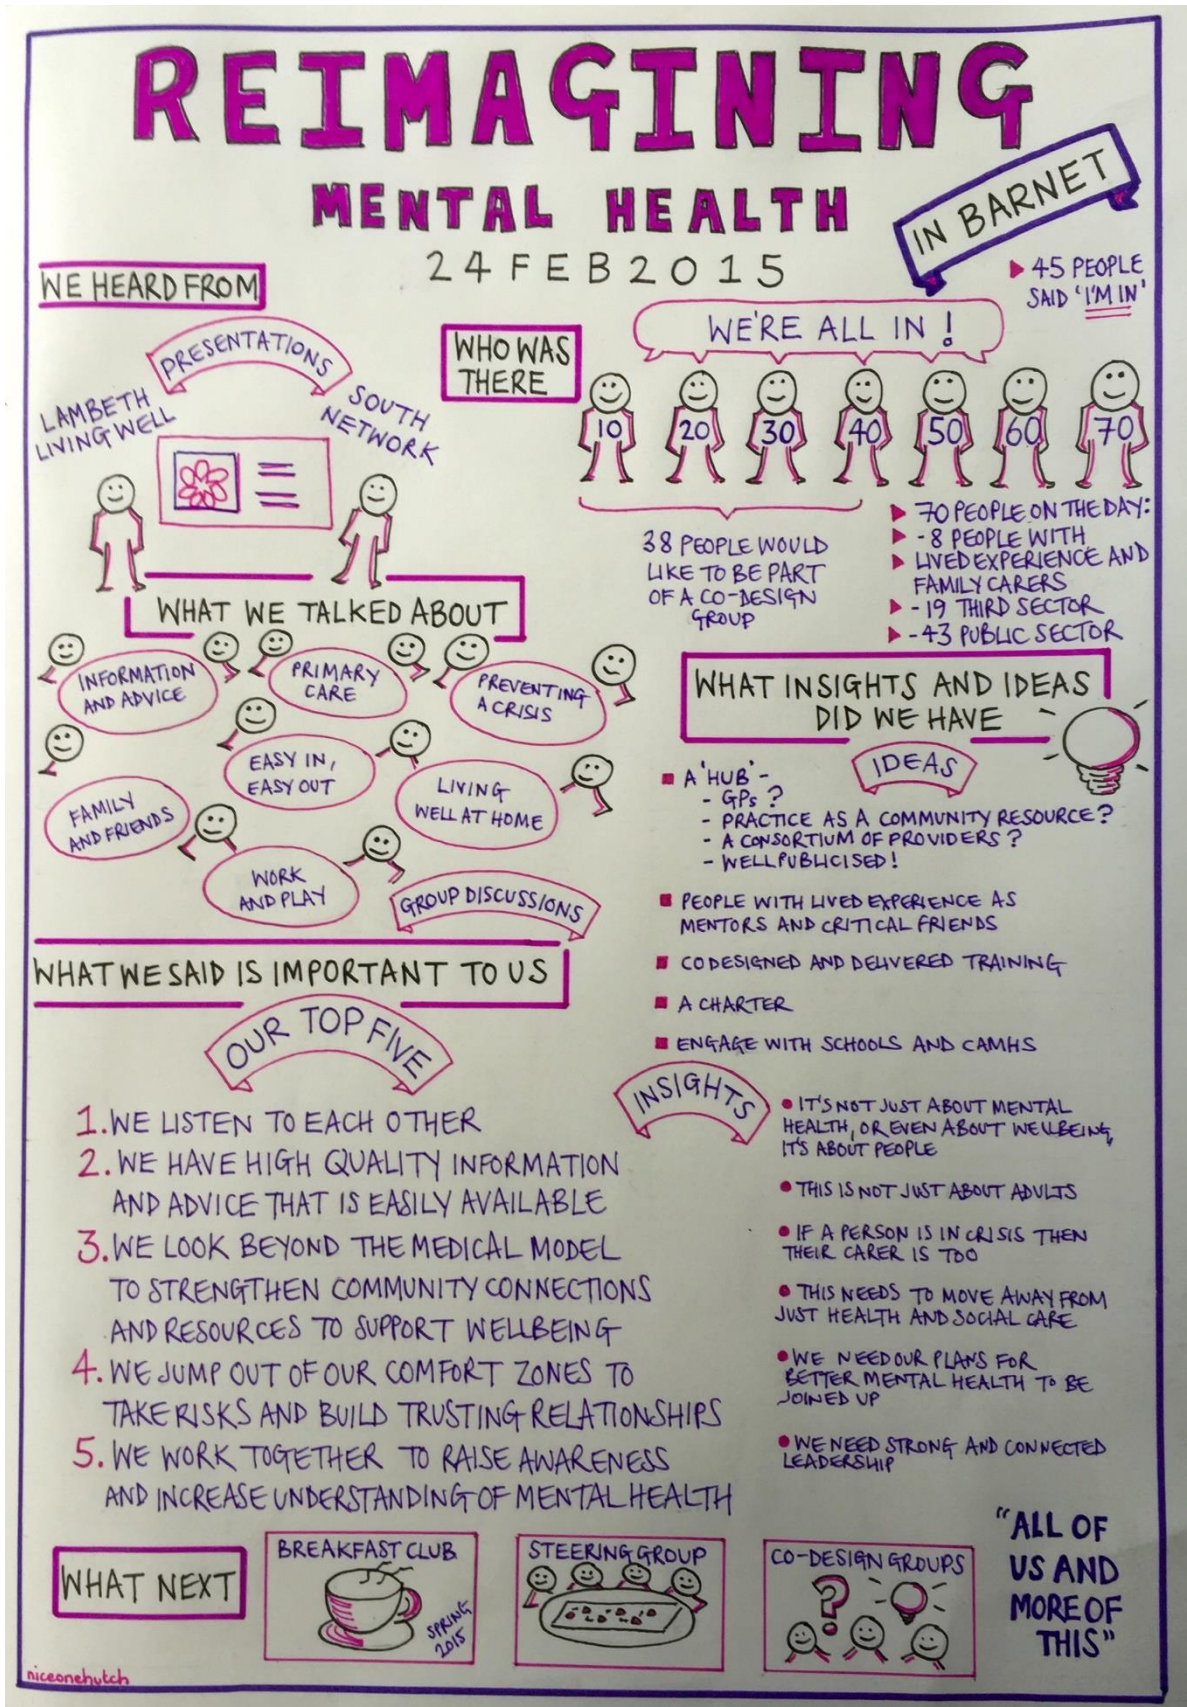 REIMAGINING
MENTAL HEALTH
IN BARNET
24 FEB 2015
▶ 45 PEOPLE
SAID 'I'M IN'
WE HEARD FROM
PRESENTATIONS
LAMBETH
LIVING WELL
SOUTH
NETWORK
WHO WAS
THERE
WE'RE ALL IN !
10 20 30 40 50 60 70
38 PEOPLE WOULD
LIKE TO BE PART
OF A CO-DESIGN
GROUP
▶ 70 PEOPLE ON THE DAY:
▶ - 8 PEOPLE WITH
▶ LIVED EXPERIENCE AND
FAMILY CARERS
▶ - 19 THIRD SECTOR
▶ - 43 PUBLIC SECTOR
WHAT WE TALKED ABOUT
INFORMATION
AND ADVICE
PRIMARY
CARE
PREVENTING
A CRISIS
EASY IN,
EASY OUT
LIVING
WELL AT HOME
FAMILY
AND FRIENDS
WORK
AND PLAY
GROUP DISCUSSIONS
WHAT INSIGHTS AND IDEAS
DID WE HAVE
IDEAS
■ A 'HUB' -
- GPs ?
- PRACTICE AS A COMMUNITY RESOURCE ?
- A CONSORTIUM OF PROVIDERS ?
- WELL PUBLICISED !
■ PEOPLE WITH LIVED EXPERIENCE AS
MENTORS AND CRITICAL FRIENDS
■ CODESIGNED AND DELIVERED TRAINING
■ A CHARTER
■ ENGAGE WITH SCHOOLS AND CAMHS
WHAT WE SAID IS IMPORTANT TO US
OUR TOP FIVE
1. WE LISTEN TO EACH OTHER
2. WE HAVE HIGH QUALITY INFORMATION
AND ADVICE THAT IS EASILY AVAILABLE
3. WE LOOK BEYOND THE MEDICAL MODEL
TO STRENGTHEN COMMUNITY CONNECTIONS
AND RESOURCES TO SUPPORT WELLBEING
4. WE JUMP OUT OF OUR COMFORT ZONES TO
TAKE RISKS AND BUILD TRUSTING RELATIONSHIPS
5. WE WORK TOGETHER TO RAISE AWARENESS
AND INCREASE UNDERSTANDING OF MENTAL HEALTH
INSIGHTS
• IT'S NOT JUST ABOUT MENTAL
HEALTH, OR EVEN ABOUT WELLBEING,
IT'S ABOUT PEOPLE
• THIS IS NOT JUST ABOUT ADULTS
• IF A PERSON IS IN CRISIS THEN
THEIR CARER IS TOO
• THIS NEEDS TO MOVE AWAY FROM
JUST HEALTH AND SOCIAL CARE
• WE NEED OUR PLANS FOR
BETTER MENTAL HEALTH TO BE
JOINED UP
• WE NEED STRONG AND CONNECTED
LEADERSHIP
WHAT NEXT
BREAKFAST CLUB
SPRING
2015
STEERING GROUP
CO-DESIGN GROUPS
?
"ALL OF
US AND
MORE OF
THIS"
niceonehutch